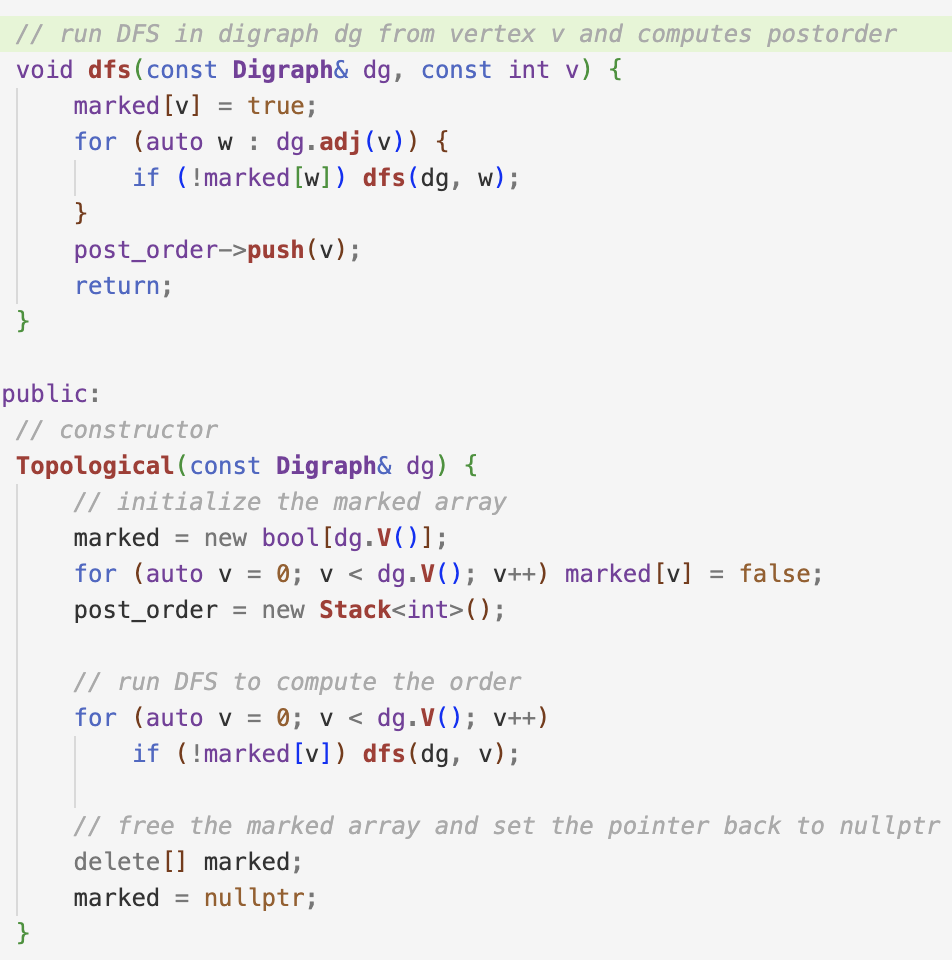 // run DFS in digraph dg from vertex v and computes postorder
void dfs(const Digraph& dg, const int v) {
    marked[v] = true;
    for (auto w : dg.adj(v)) {
        if (!marked[w]) dfs(dg, w);
    }
    post_order->push(v);
    return;
}
public:
// constructor
Topological(const Digraph& dg) {
    // initialize the marked array
    marked = new bool[dg.V()];
    for (auto v = 0; v < dg.V(); v++) marked[v] = false;
    post_order = new Stack<int>();
    // run DFS to compute the order
    for (auto v = 0; v < dg.V(); v++)
        if (!marked[v]) dfs(dg, v);
    // free the marked array and set the pointer back to nullptr
    delete[] marked;
    marked = nullptr;
}